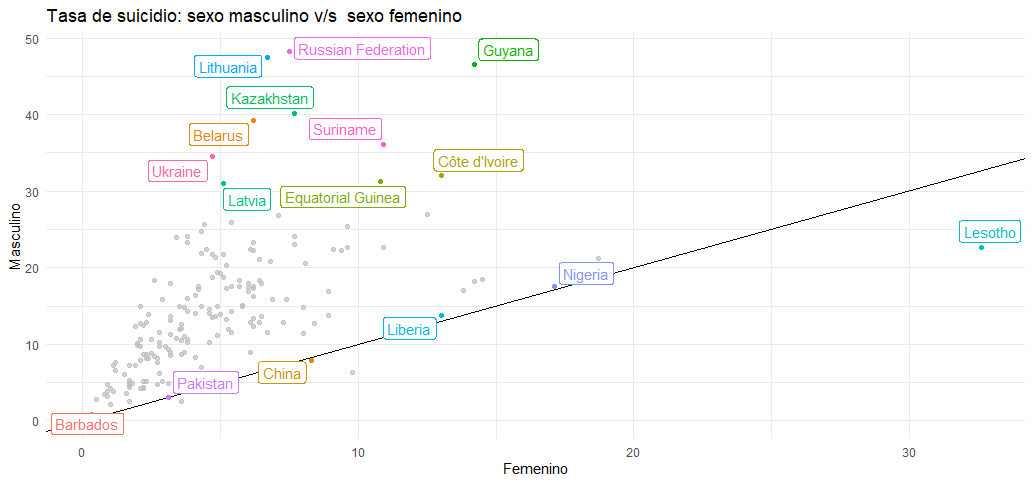 Tasa de suicidio: sexo masculino v/s  sexo femenino
50
40
30
20
10
0
Masculino
Russian Federation
Guyana
Lithuania
Kazakhstan
Belarus
Suriname
Ukraine
Côte d'Ivoire
Latvia
Equatorial Guinea
Lesotho
Nigeria
Liberia
China
Pakistan
Barbados
0
10
20
30
Femenino